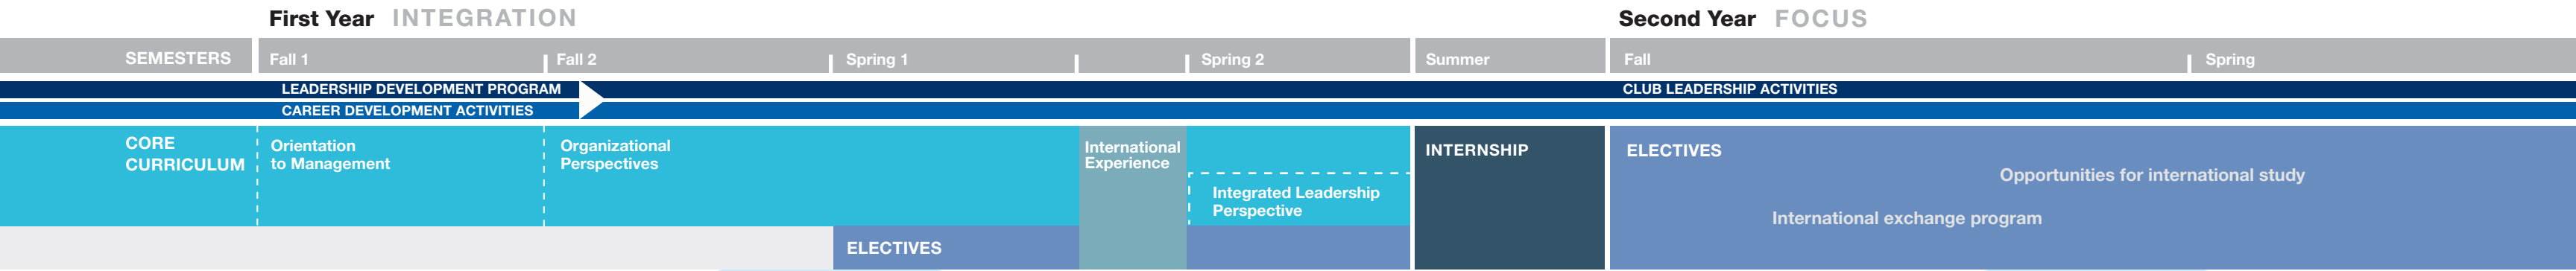 First Year INTEGRATION
Second Year FOCUS
SEMESTERS
Fall 1
Fall 2
Spring 1
Spring 2
Summer
Fall
Spring
LEADERSHIP DEVELOPMENT PROGRAM
CLUB LEADERSHIP ACTIVITIES
CAREER DEVELOPMENT ACTIVITIES
CORE
CURRICULUM
Orientation
to Management
Organizational
Perspectives
International
Experience
Integrated Leadership
Perspective
ELECTIVES
INTERNSHIP
ELECTIVES
Opportunities for international study
International exchange program